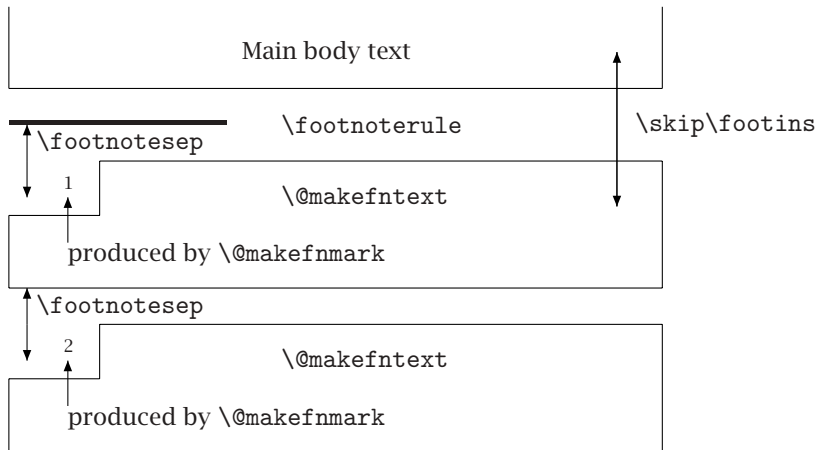 Main body text
\footnoterule
\skip\footins
\footnotesep
1
\@makefntext
produced by \@makefnmark
\footnotesep
2
\@makefntext
produced by \@makefnmark